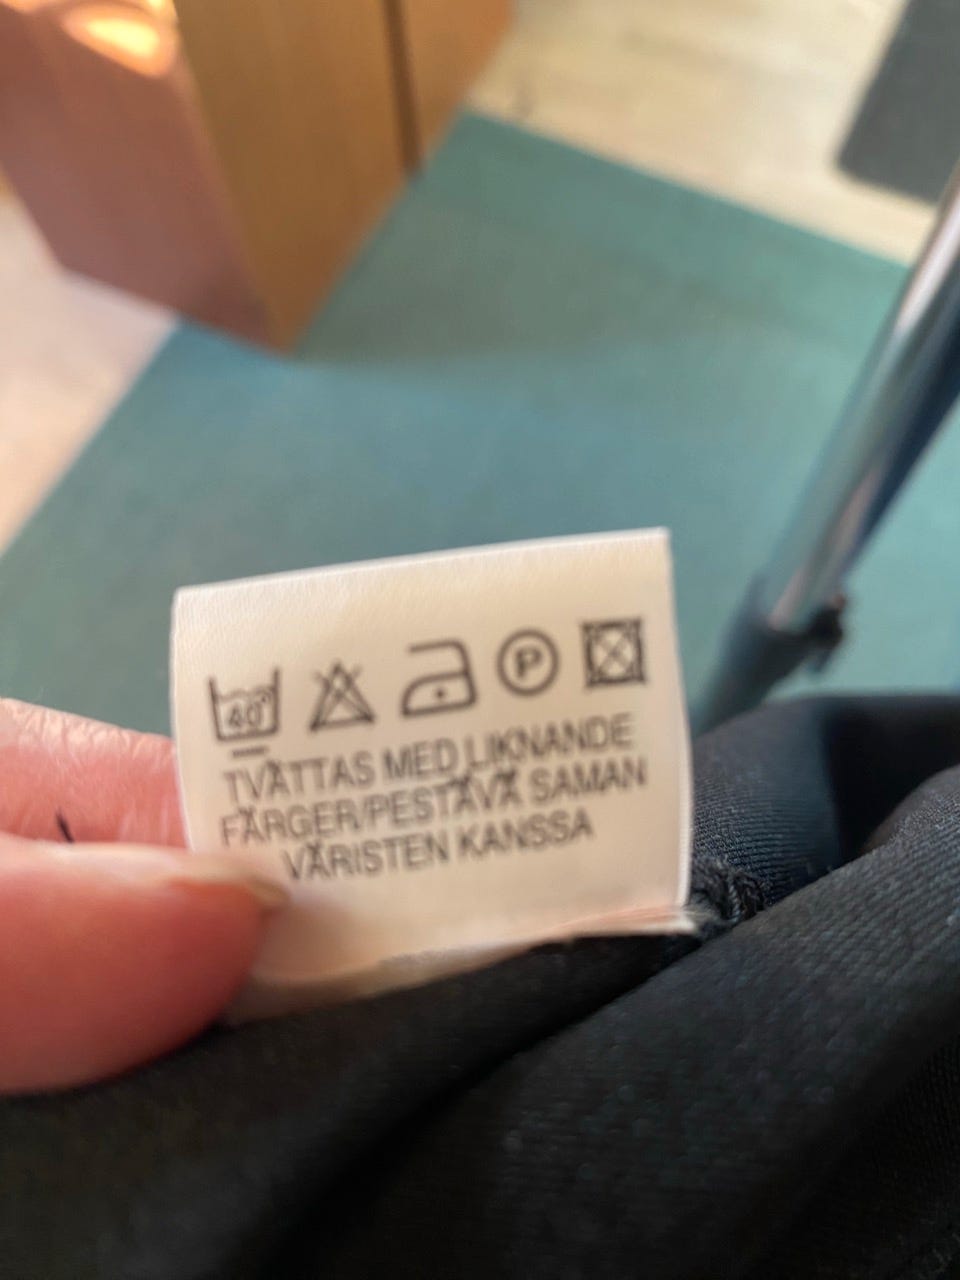 40°
P
TVÄTTAS MED LIKNANDE
FÄRGER/PESTÄVÄ SAMAN
VÄRISTEN KANSSA